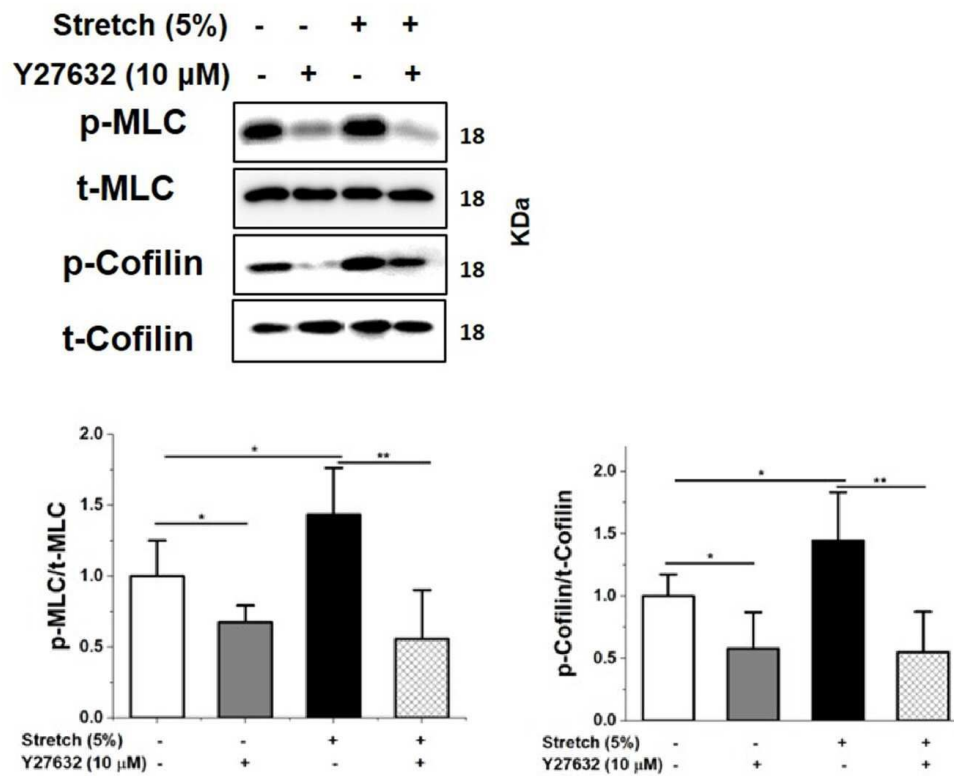 Stretch (5%) - - + +
Y27632 (10 µM) - + - +
p-MLC 18
t-MLC 18
KDa
p-Cofilin 18
t-Cofilin 18
p-MLC/t-MLC
2.0
1.5
1.0
0.5
0.0
* * **
Stretch (5%) - - + +
Y27632 (10 µM) - + - +
p-Cofilin/t-Cofilin
2.0
1.5
1.0
0.5
0.0
* * **
Stretch (5%) - - + +
Y27632 (10 µM) - + - +